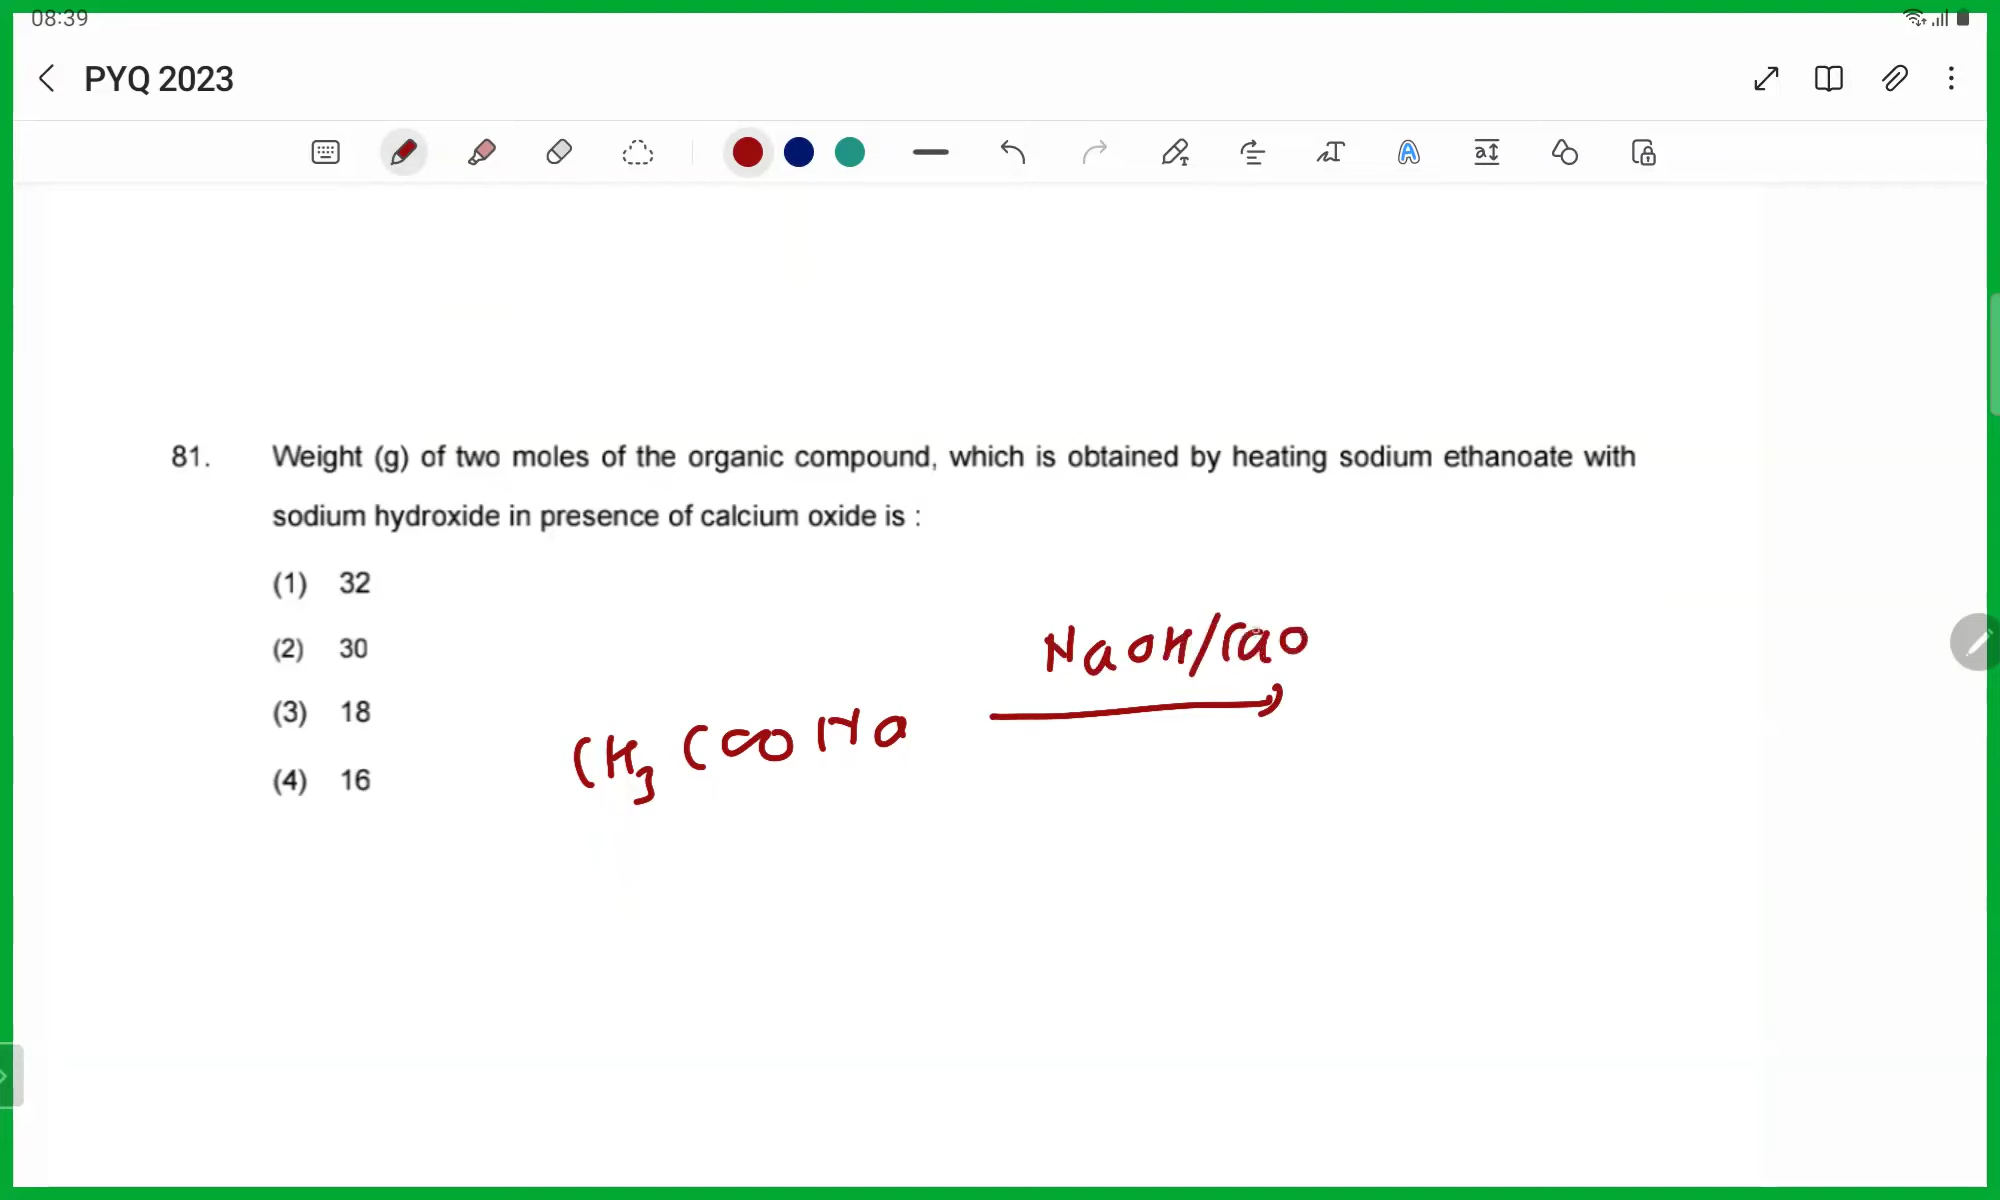 08:39
PYQ 2023
81. Weight (g) of two moles of the organic compound, which is obtained by heating sodium ethanoate with
sodium hydroxide in presence of calcium oxide is :
(1) 32
(2) 30
(3) 18
(4) 16
NaOH/CaO
CH3 COONa